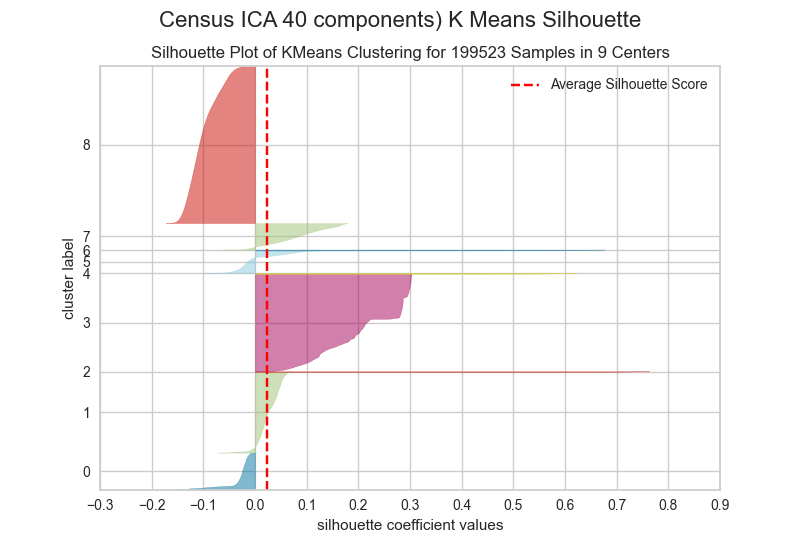 Census ICA 40 components) K Means Silhouette
Silhouette Plot of KMeans Clustering for 199523 Samples in 9 Centers
Average Silhouette Score
8
7
6
5
4
3
2
1
0
cluster label
−0.3 −0.2 −0.1 0.0 0.1 0.2 0.3 0.4 0.5 0.6 0.7 0.8 0.9
silhouette coefficient values